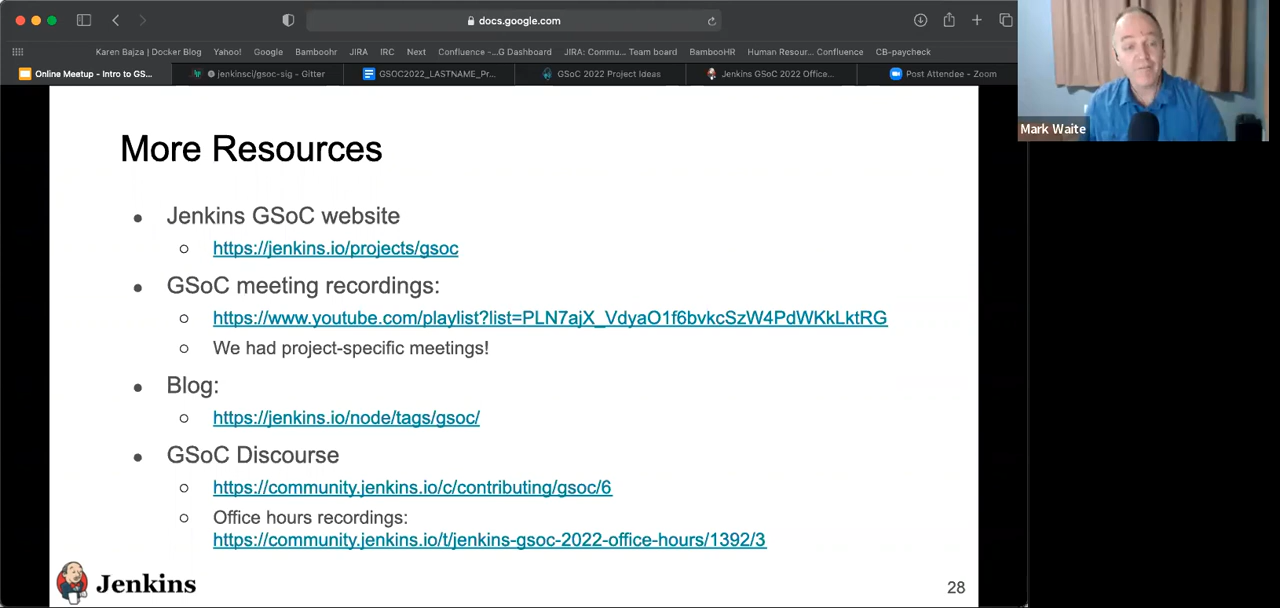 docs.google.com
Karen Bajza | Docker Blog Yahoo! Google Bamboohr JIRA IRC Next Confluence -...G Dashboard JIRA: Commu... Team board BambooHR Human Resour... Confluence CB-paycheck
Online Meetup - Intro to GS... jenkinsci/gsoc-sig - Gitter GSOC2022_LASTNAME_Pr... GSoC 2022 Project Ideas Jenkins GSoC 2022 Office... Post Attendee - Zoom
Mark Waite
More Resources
● Jenkins GSoC website
○ https://jenkins.io/projects/gsoc
● GSoC meeting recordings:
○ https://www.youtube.com/playlist?list=PLN7ajX_VdyaO1f6bvkcSzW4PdWKkLktRG
○ We had project-specific meetings!
● Blog:
○ https://jenkins.io/node/tags/gsoc/
● GSoC Discourse
○ https://community.jenkins.io/c/contributing/gsoc/6
○ Office hours recordings:
https://community.jenkins.io/t/jenkins-gsoc-2022-office-hours/1392/3
Jenkins
28